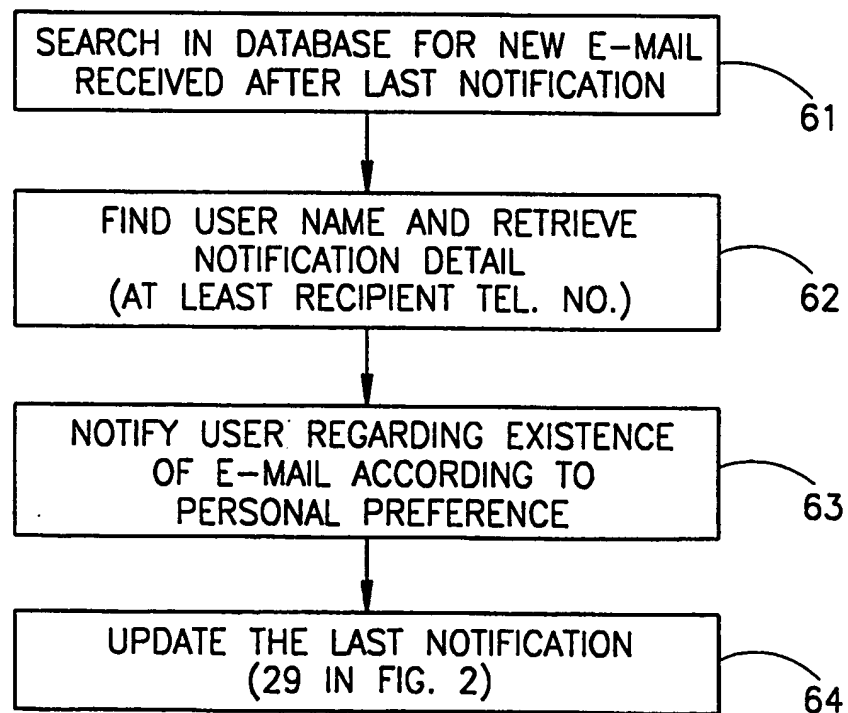 SEARCH IN DATABASE FOR NEW E-MAIL
RECEIVED AFTER LAST NOTIFICATION
61
FIND USER NAME AND RETRIEVE
NOTIFICATION DETAIL
(AT LEAST RECIPIENT TEL. NO.)
62
NOTIFY USER REGARDING EXISTENCE
OF E-MAIL ACCORDING TO
PERSONAL PREFERENCE
63
UPDATE THE LAST NOTIFICATION
(29 IN FIG. 2)
64